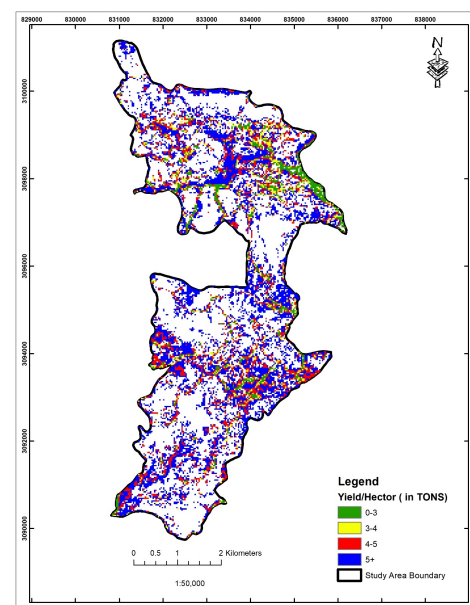 829000 830000 831000 832000 833000 834000 835000 836000 837000 838000
N
3100000
3098000
3096000
3094000
3092000
3090000
Legend
Yield/Hector ( in TONS)
0-3
3-4
4-5
5+
Study Area Boundary
0 0.5 1 2 Kilometers
1:50,000